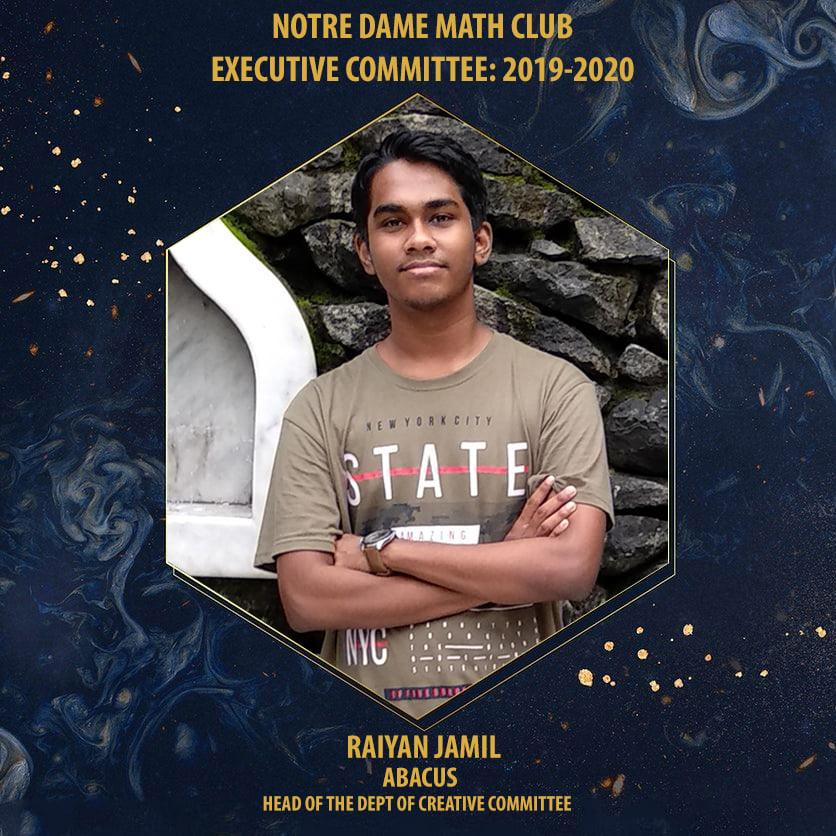 NOTRE DAME MATH CLUB
EXECUTIVE COMMITTEE: 2019-2020
NEW YORK CITY
STATE
AMAZING
NYC
RAIYAN JAMIL
ABACUS
HEAD OF THE DEPT OF CREATIVE COMMITTEE